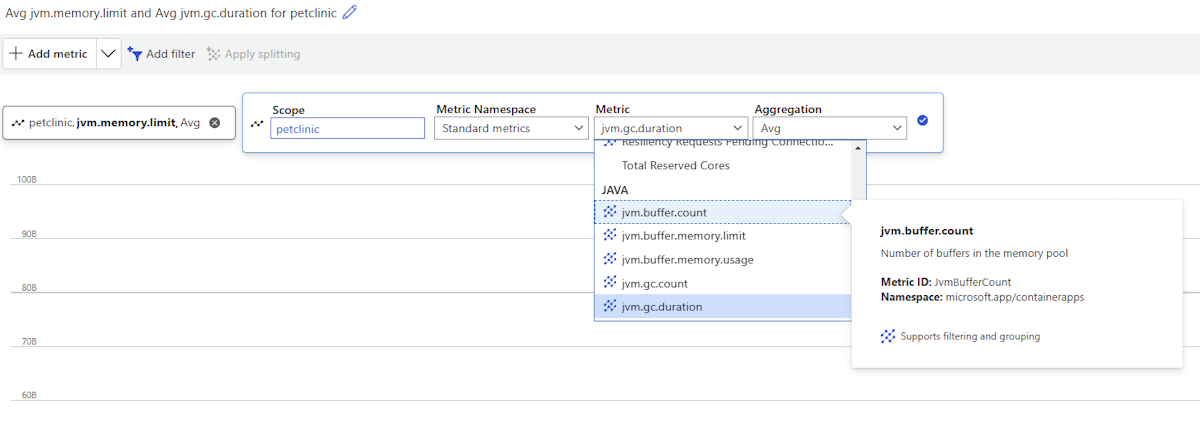 Avg jvm.memory.limit and Avg jvm.gc.duration for petclinic
Add metric
Add filter
Apply splitting
petclinic, jvm.memory.limit, Avg
Scope
petclinic
Metric Namespace
Standard metrics
Metric
jvm.gc.duration
Aggregation
Avg
Resiliency Requests Pending Connectio...
Total Reserved Cores
JAVA
jvm.buffer.count
jvm.buffer.memory.limit
jvm.buffer.memory.usage
jvm.gc.count
jvm.gc.duration
jvm.buffer.count
Number of buffers in the memory pool
Metric ID: JvmBufferCount
Namespace: microsoft.app/containerapps
Supports filtering and grouping
100B
90B
80B
70B
60B